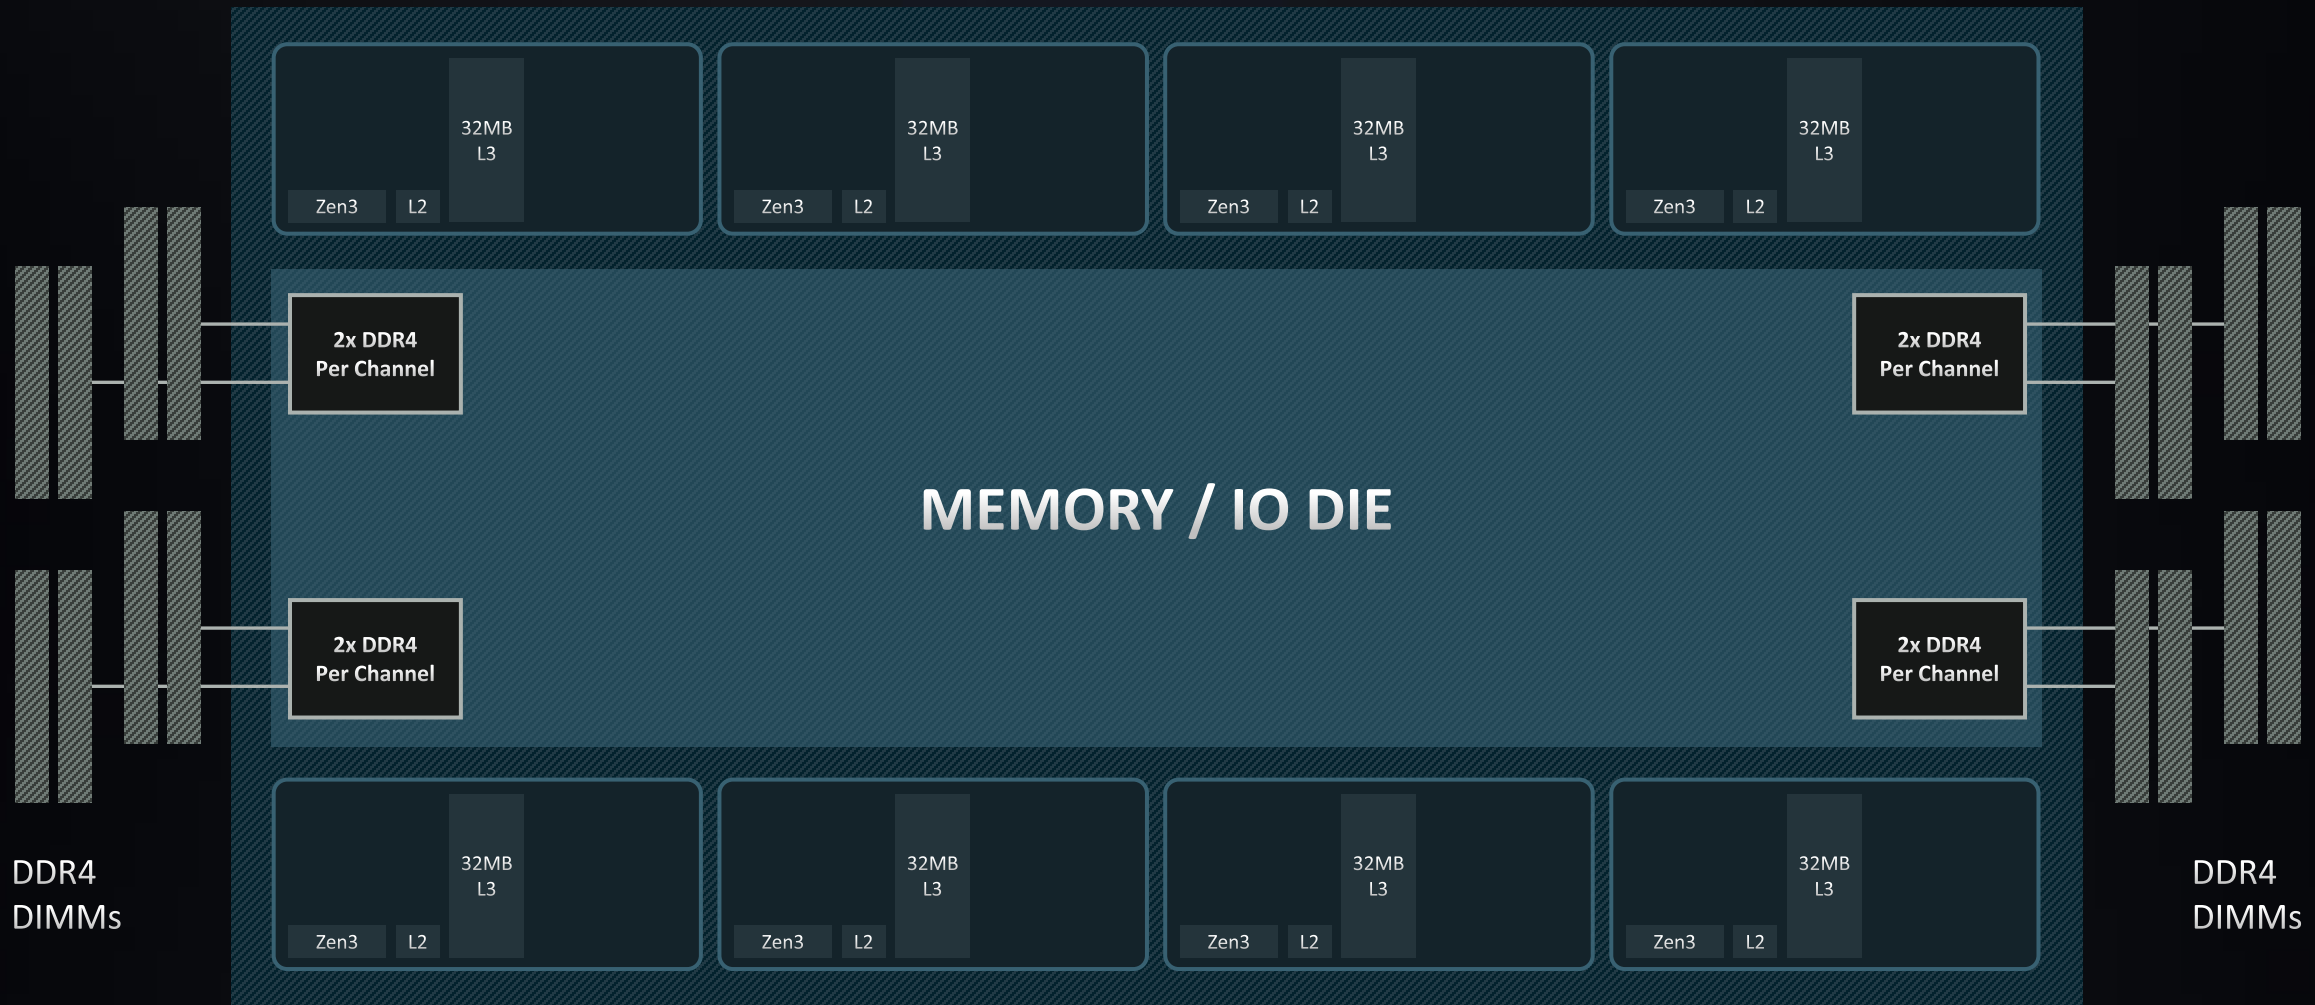 32MB
L3
Zen3
L2
32MB
L3
Zen3
L2
32MB
L3
Zen3
L2
32MB
L3
Zen3
L2
2x DDR4
Per Channel
2x DDR4
Per Channel
MEMORY / IO DIE
2x DDR4
Per Channel
2x DDR4
Per Channel
32MB
L3
Zen3
L2
32MB
L3
Zen3
L2
32MB
L3
Zen3
L2
32MB
L3
Zen3
L2
DDR4
DIMMs
DDR4
DIMMs